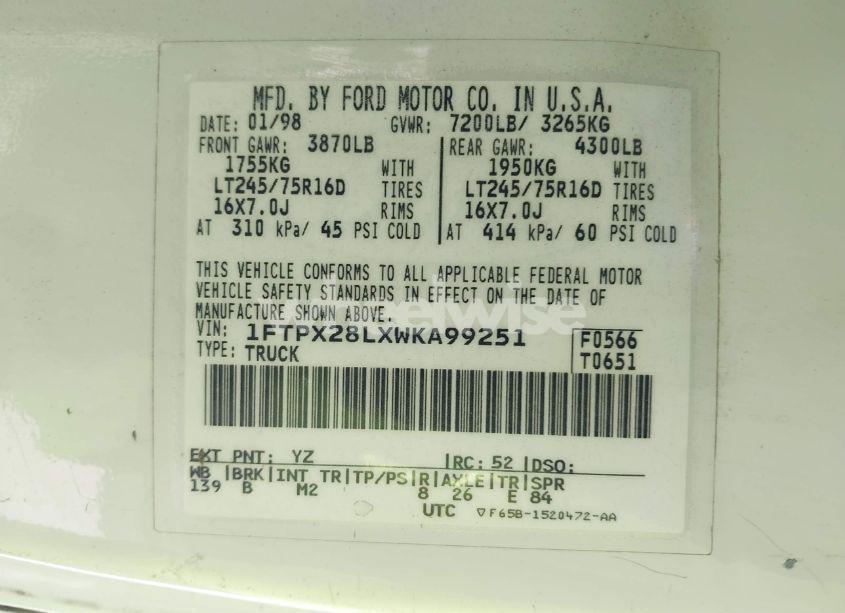 MFD. BY FORD MOTOR CO. IN U.S.A.
DATE: 01/98 GVWR: 7200LB/ 3265KG
FRONT GAWR: 3870LB REAR GAWR: 4300LB
1755KG WITH 1950KG WITH
LT245/75R16D TIRES LT245/75R16D TIRES
16X7.0J RIMS 16X7.0J RIMS
AT 310 kPa/ 45 PSI COLD AT 414 kPa/ 60 PSI COLD
THIS VEHICLE CONFORMS TO ALL APPLICABLE FEDERAL MOTOR
VEHICLE SAFETY STANDARDS IN EFFECT ON THE DATE OF
MANUFACTURE SHOWN ABOVE.
VIN: 1FTPX28LXWKA99251 F0566
TYPE: TRUCK T0651
EXT PNT: YZ RC: 52 DSO:
WB BRK INT TR TP/PS R AXLE TR SPR
139 B M2 8 26 E 84
UTC F65B-1520472-AA